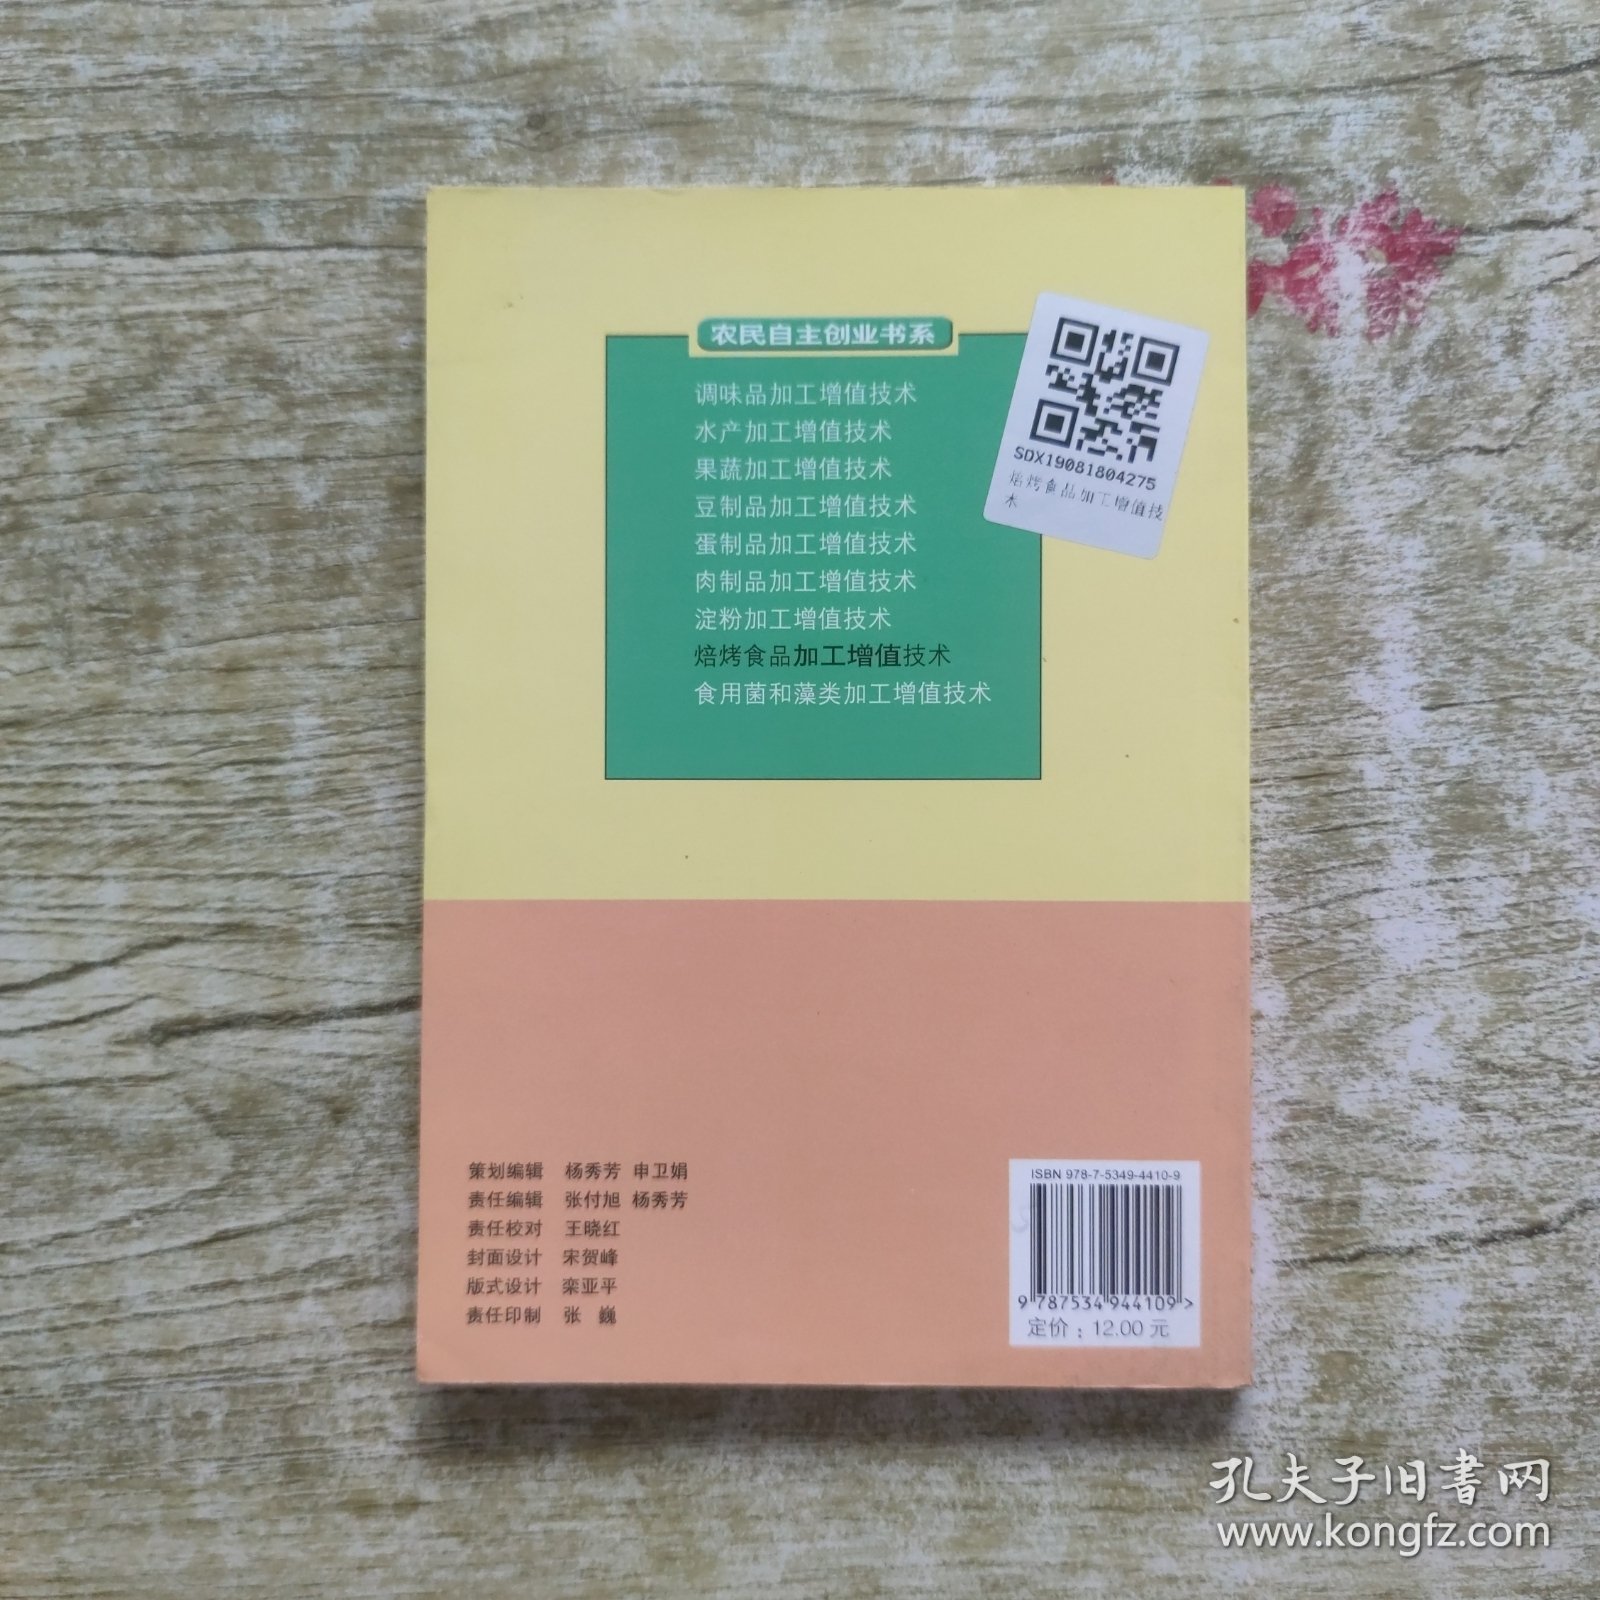 农民自主创业书系
调味品加工增值技术
水产加工增值技术
果蔬加工增值技术
豆制品加工增值技术
蛋制品加工增值技术
肉制品加工增值技术
淀粉加工增值技术
焙烤食品加工增值技术
食用菌和藻类加工增值技术
SDX19081804275
焙烤食品加工增值技
术
策划编辑 杨秀芳 申卫娟
责任编辑 张付旭 杨秀芳
责任校对 王晓红
封面设计 宋贺峰
版式设计 栾亚平
责任印制 张 巍
ISBN 978-7-5349-4410-9
9 787534 944109 >
定价：12.00 元
孔夫子旧书网
www.kongfz.com